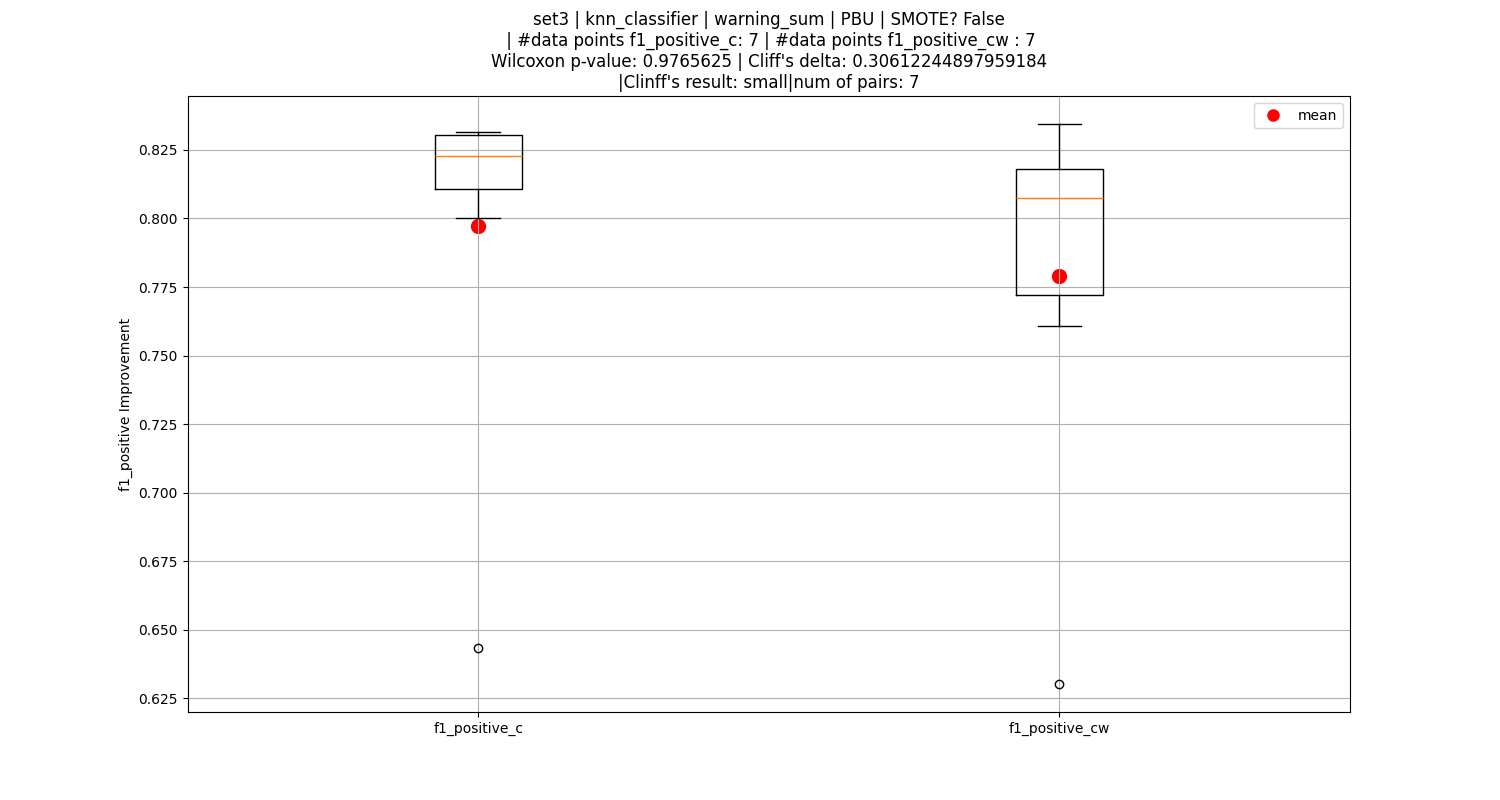 set3 | knn_classifier | warning_sum | PBU | SMOTE? False
| #data points f1_positive_c: 7 | #data points f1_positive_cw : 7
Wilcoxon p-value: 0.9765625 | Cliff's delta: 0.30612244897959184
|Clinff's result: small|num of pairs: 7
mean
0.825
0.800
0.775
0.750
0.725
0.700
0.675
0.650
0.625
f1_positive Improvement
f1_positive_c
f1_positive_cw